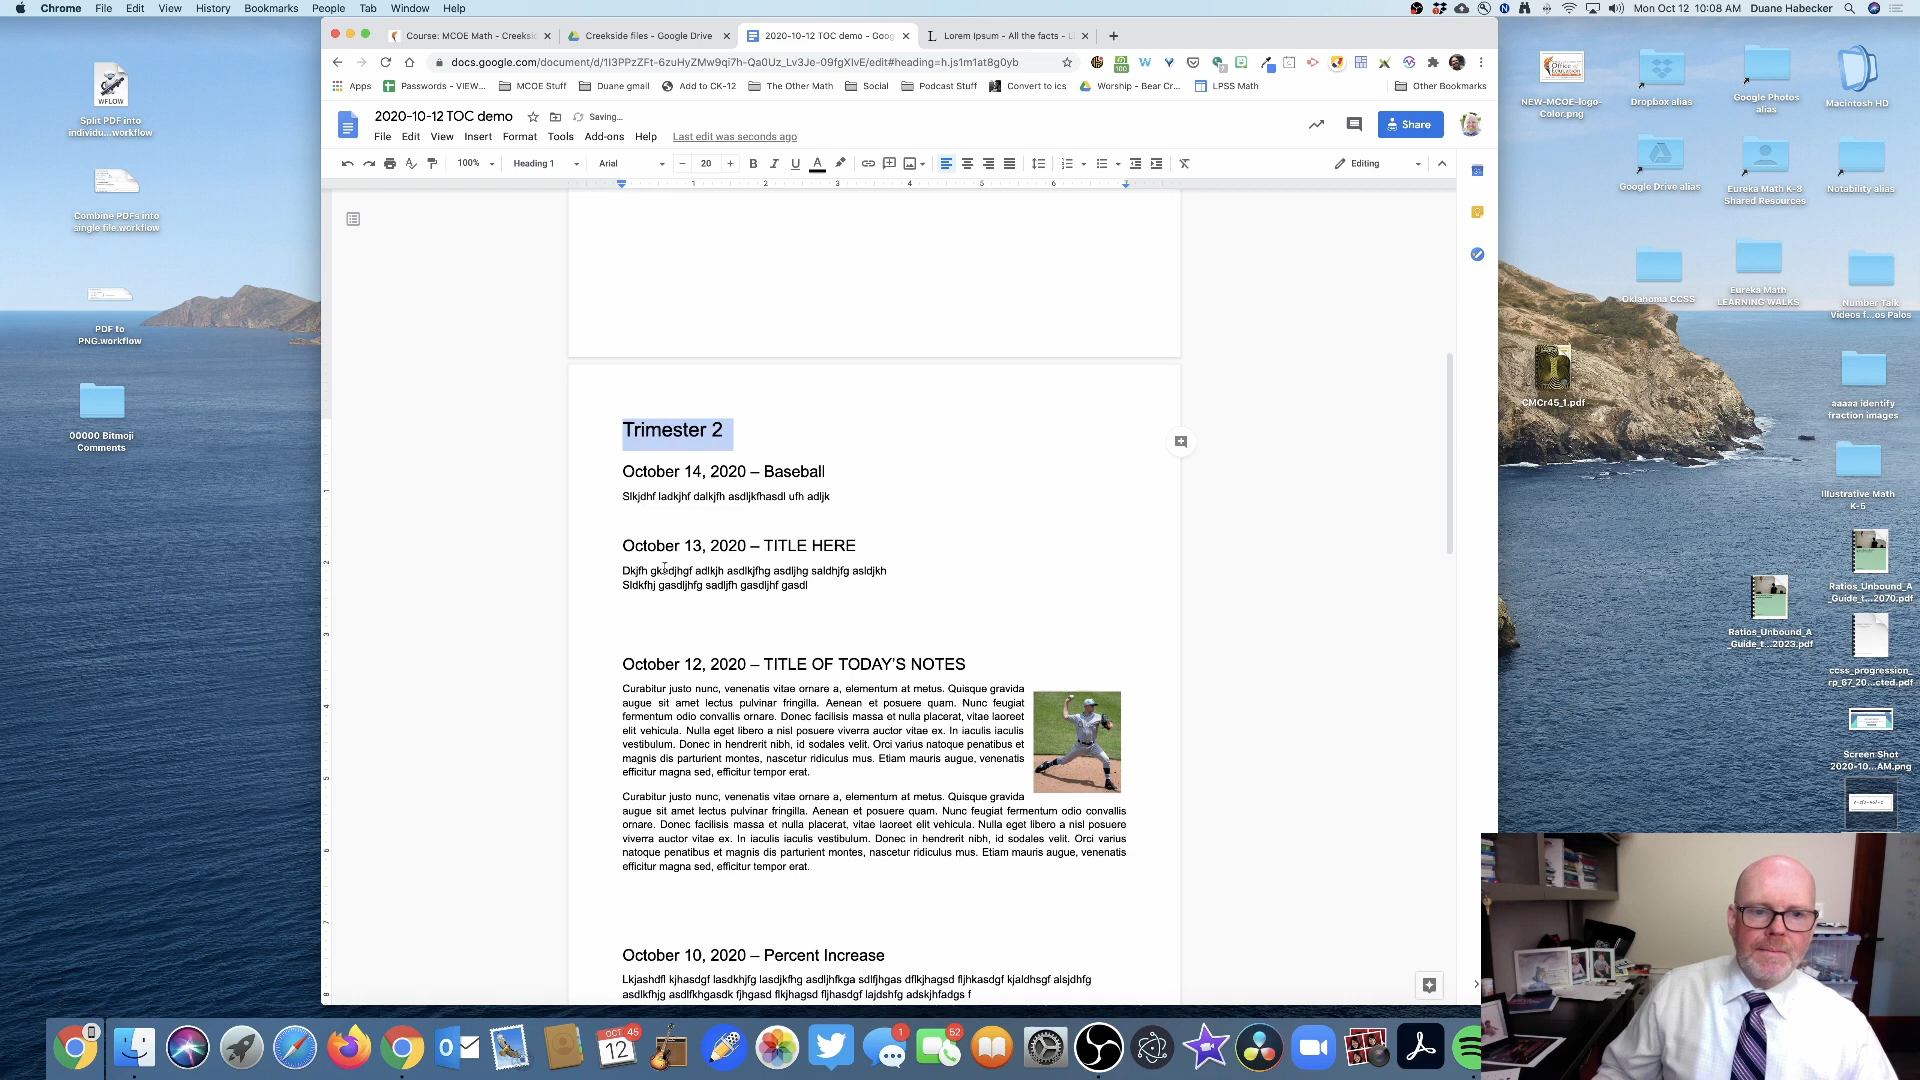 Chrome File Edit View History Bookmarks People Tab Window Help
Mon Oct 12 10:08 AM Duane Habecker
Course: MCOE Math - Creeksi
Creekside files - Google Drive
2020-10-12 TOC demo - Goog
Lorem Ipsum - All the facts - Li
docs.google.com/document/d/1I3PPzZFt-6zuHyZMw9qi7h-Qa0Uz_Lv3Je-09fgXIvE/edit#heading=h.js1m1at8g0yb
Apps Passwords - VIEW... MCOE Stuff Duane gmail Add to CK-12 The Other Math Social Podcast Stuff Convert to ics Worship - Bear Cr... LPSS Math Other Bookmarks
2020-10-12 TOC demo Saving...
File Edit View Insert Format Tools Add-ons Help Last edit was seconds ago
Share
100% Heading 1 Arial 20 Editing
Trimester 2
October 14, 2020 – Baseball
Slkjdhf ladkjhf dalkjfh asdljkfhasdl ufh adljk
October 13, 2020 – TITLE HERE
Dkjfh gksdjhgf adlkjh asdlkjfhg asdljhg saldhjfg asldjkh
Sldkfhj gasdljhfg sadljfh gasdljhf gasdl
October 12, 2020 – TITLE OF TODAY'S NOTES
Curabitur justo nunc, venenatis vitae ornare a, elementum at metus. Quisque gravida
augue sit amet lectus pulvinar fringilla. Aenean et posuere quam. Nunc feugiat
fermentum odio convallis ornare. Donec facilisis massa et nulla placerat, vitae laoreet
elit vehicula. Nulla eget libero a nisl posuere viverra auctor vitae ex. In iaculis iaculis
vestibulum. Donec in hendrerit nibh, id sodales velit. Orci varius natoque penatibus et
magnis dis parturient montes, nascetur ridiculus mus. Etiam mauris augue, venenatis
efficitur magna sed, efficitur tempor erat.
Curabitur justo nunc, venenatis vitae ornare a, elementum at metus. Quisque gravida
augue sit amet lectus pulvinar fringilla. Aenean et posuere quam. Nunc feugiat fermentum odio convallis
ornare. Donec facilisis massa et nulla placerat, vitae laoreet elit vehicula. Nulla eget libero a nisl posuere
viverra auctor vitae ex. In iaculis iaculis vestibulum. Donec in hendrerit nibh, id sodales velit. Orci varius
natoque penatibus et magnis dis parturient montes, nascetur ridiculus mus. Etiam mauris augue, venenatis
efficitur magna sed, efficitur tempor erat.
October 10, 2020 – Percent Increase
Lkjashdfl kjhasdgf lasdkhjfg lasdjkfhg asdljhfkga sdlfjhgas dflkjhagsd fljhkasdgf kjaldhsgf alsjdhfg
asdlkfhjg asdlfkhgasdk fjhgasd flkjhagsd fljhasdgf lajdshfg adskjhfadgs f
WFLOW
Split PDF into
individu...workflow
Combine PDFs into
single file.workflow
PDF to
PNG.workflow
00000 Bitmoji
Comments
NEW-MCOE-logo-
Color.png
Dropbox alias
Google Photos
alias
Macintosh HD
Google Drive alias
Eureka Math K-8
Shared Resources
Notability alias
Oklahoma CCSS
Eureka Math
LEARNING WALKS
Number Talk
Videos f...os Palos
CMCr45_1.pdf
aaaaa identify
fraction images
Illustrative Math
K-5
Ratios_Unbound_A
_Guide_t...2070.pdf
Ratios_Unbound_A
_Guide_t...2023.pdf
ccss_progression_
rp_67_20...cted.pdf
Screen Shot
2020-10...AM.png
OCT 45
12
1
52